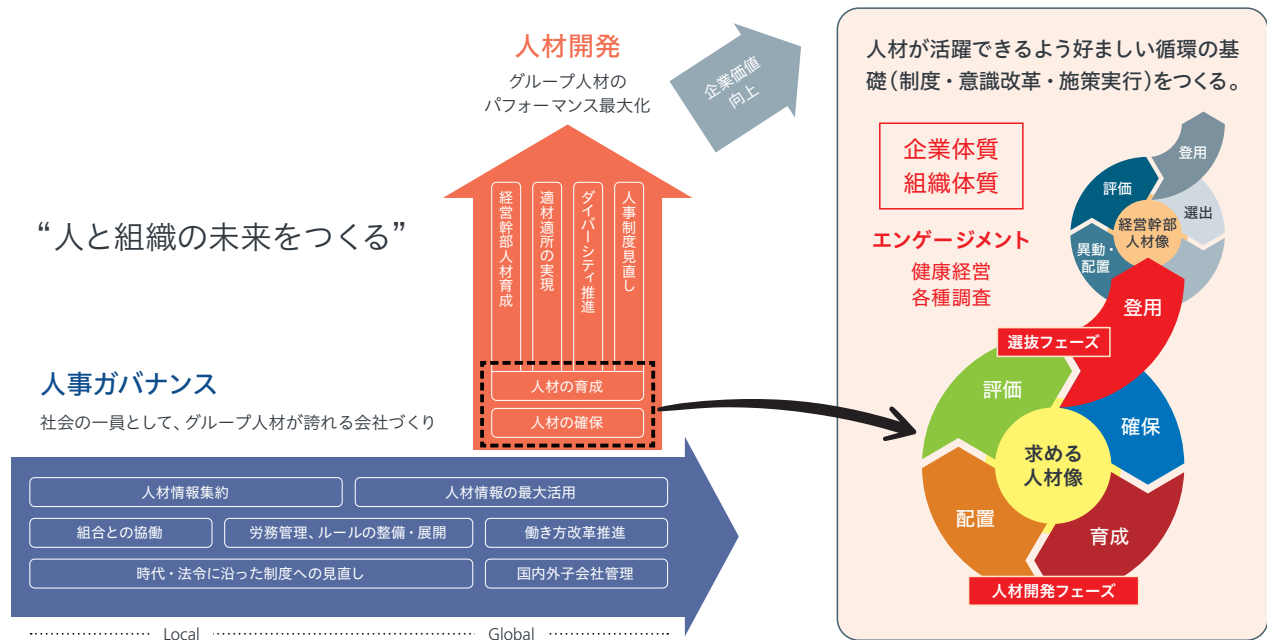 人材開発
グループ人材の
パフォーマンス最大化
企業価値
向上
“人と組織の未来をつくる”
経営幹部人材育成
適材適所の実現
ダイバーシティ推進
人事制度見直し
人材の育成
人材の確保
人事ガバナンス
社会の一員として、グループ人材が誇れる会社づくり
人材情報集約
人材情報の最大活用
組合との協働
労務管理、ルールの整備・展開
働き方改革推進
時代・法令に沿った制度への見直し
国内外子会社管理
Local
Global
人材が活躍できるよう好ましい循環の基
礎（制度・意識改革・施策実行）をつくる。
企業体質
組織体質
エンゲージメント
健康経営
各種調査
登用
評価
選出
経営幹部
人材像
異動・
配置
登用
選抜フェーズ
評価
確保
求める
人材像
配置
育成
人材開発フェーズ